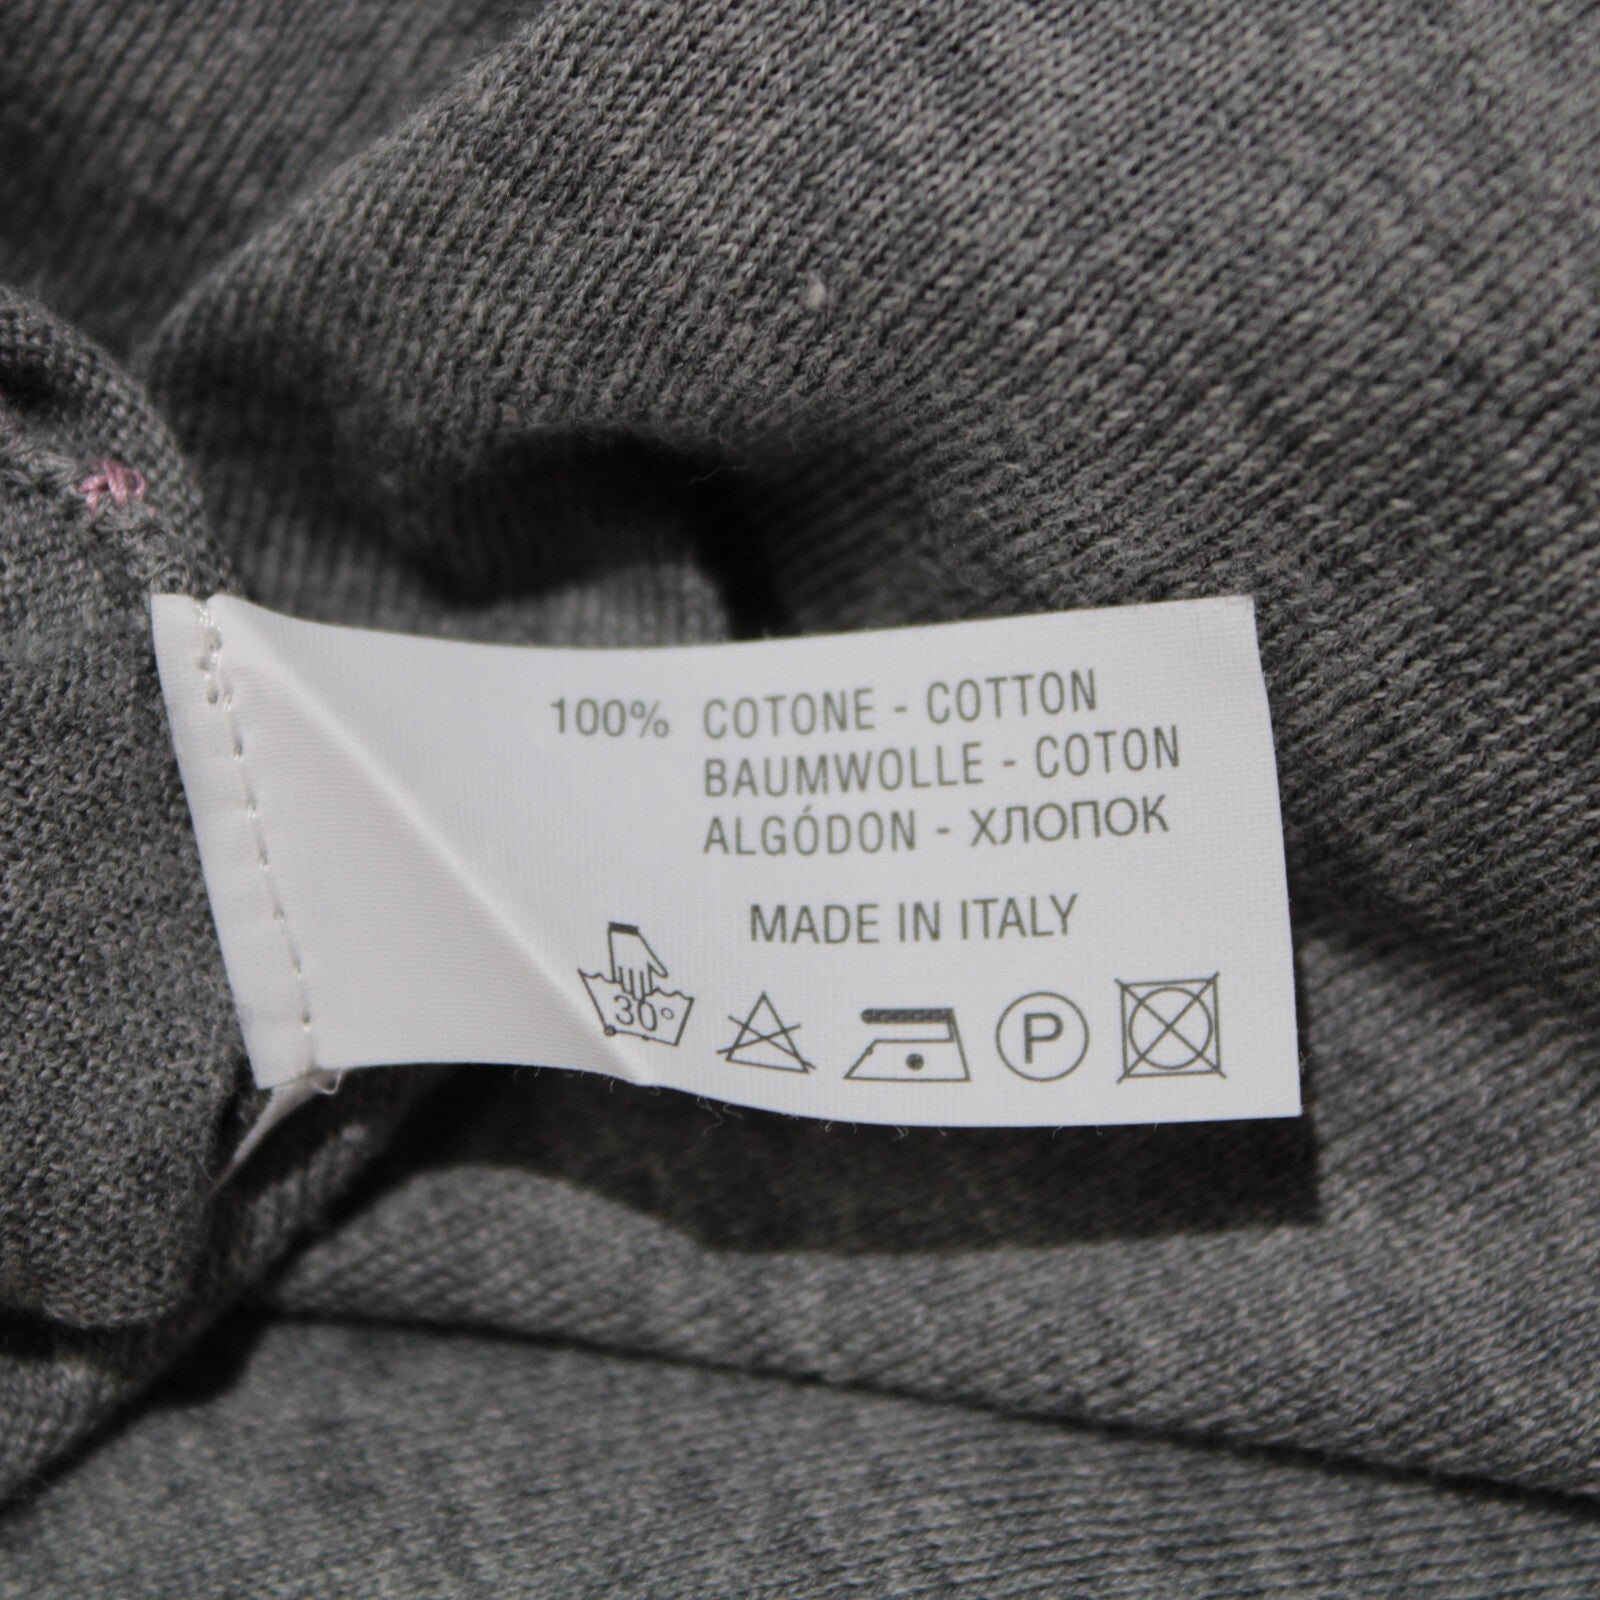 100% COTONE - COTTON
BAUMWOLLE - COTON
ALGÓDON - ХЛОПОК
MADE IN ITALY
30°
P